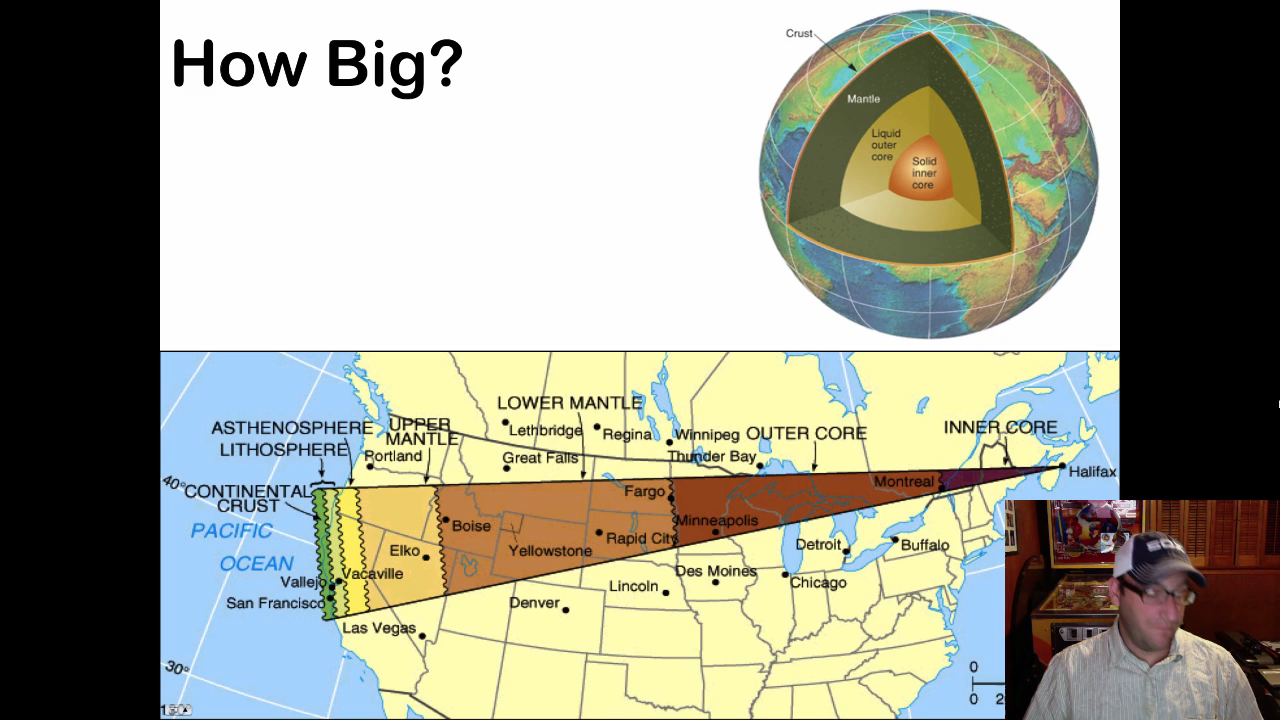 How Big?
Crust
Mantle
Liquid
outer
core
Solid
inner
core
LOWER MANTLE
ASTHENOSPHERE
UPPER
MANTLE
LITHOSPHERE
Lethbridge
Regina
Winnipeg
OUTER CORE
INNER CORE
Portland
Great Falls
Thunder Bay
Halifax
40°
CONTINENTAL
CRUST
Fargo
Montreal
PACIFIC
OCEAN
Boise
Minneapolis
Yellowstone
Rapid City
Elko
Detroit
Buffalo
Vallejo
Vacaville
Des Moines
Chicago
San Francisco
Lincoln
Denver
Las Vegas
30°
0
0